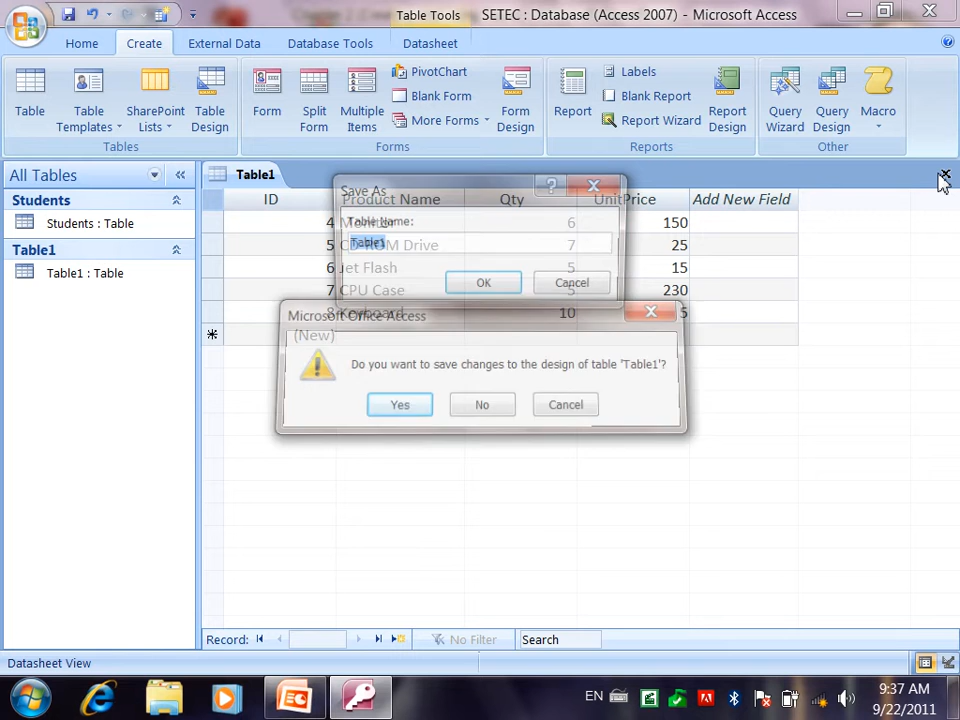 Table Tools SETEC : Database (Access 2007) - Microsoft Access
Home Create External Data Database Tools Datasheet
Table
Table Templates
SharePoint Lists
Table Design
Tables
Form
Split Form
Multiple Items
PivotChart
Blank Form
More Forms
Form Design
Forms
Report
Labels
Blank Report
Report Wizard
Report Design
Reports
Query Wizard
Query Design
Macro
Other
All Tables
Students
Students : Table
Table1
Table1 : Table
Table1
ID Product Name Qty UnitPrice Add New Field
4 Monitor 6 150
5 CD-ROM Drive 7 25
6 Jet Flash 5 15
7 CPU Case 5 230
8 Keyboard 10 5
(New)
Save As
Table Name:
Table1
OK Cancel
Microsoft Office Access
Do you want to save changes to the design of table 'Table1'?
Yes No Cancel
Record: No Filter Search
Datasheet View
EN
9:37 AM
9/22/2011